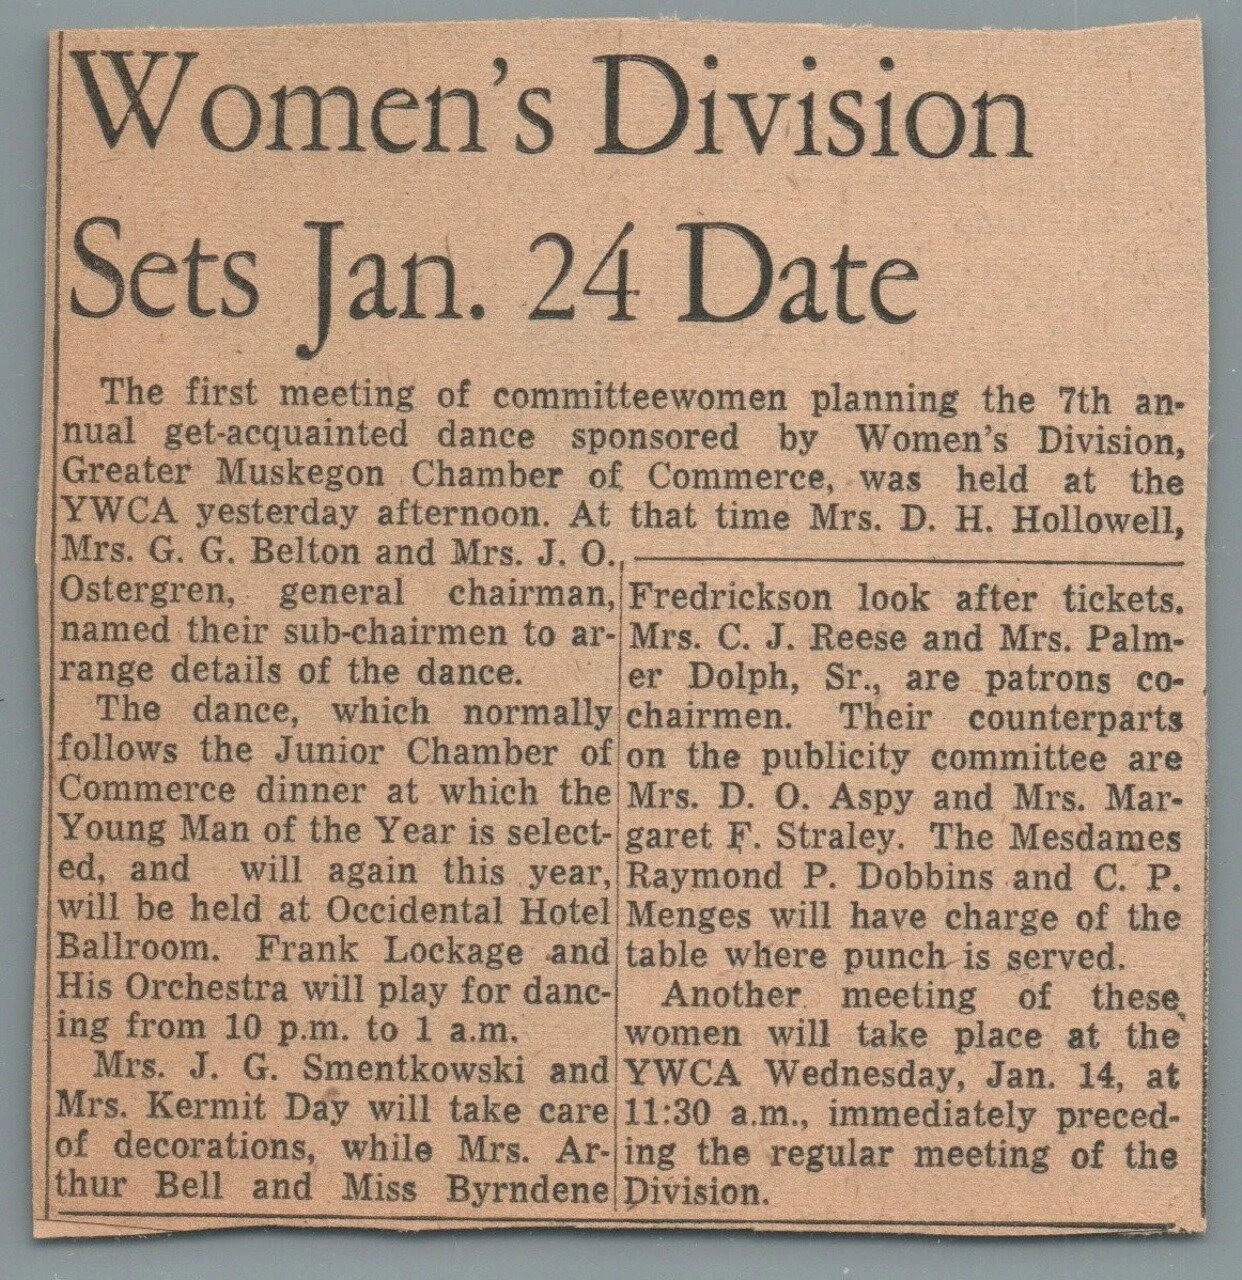 Women's Division
Sets Jan. 24 Date
The first meeting of committeewomen planning the 7th an-
nual get-acquainted dance sponsored by Women's Division,
Greater Muskegon Chamber of Commerce, was held at the
YWCA yesterday afternoon. At that time Mrs. D. H. Hollowell,
Mrs. G. G. Belton and Mrs. J. O.
Ostergren, general chairman,
named their sub-chairmen to ar-
range details of the dance.
The dance, which normally
follows the Junior Chamber of
Commerce dinner at which the
Young Man of the Year is select-
ed, and will again this year,
will be held at Occidental Hotel
Ballroom. Frank Lockage and
His Orchestra will play for danc-
ing from 10 p.m. to 1 a.m.
Mrs. J. G. Smentkowski and
Mrs. Kermit Day will take care
of decorations, while Mrs. Ar-
thur Bell and Miss Byrndene
Fredrickson look after tickets.
Mrs. C. J. Reese and Mrs. Palm-
er Dolph, Sr., are patrons co-
chairmen. Their counterparts
on the publicity committee are
Mrs. D. O. Aspy and Mrs. Mar-
garet F. Straley. The Mesdames
Raymond P. Dobbins and C. P.
Menges will have charge of the
table where punch is served.
Another meeting of these
women will take place at the
YWCA Wednesday, Jan. 14, at
11:30 a.m., immediately preced-
ing the regular meeting of the
Division.